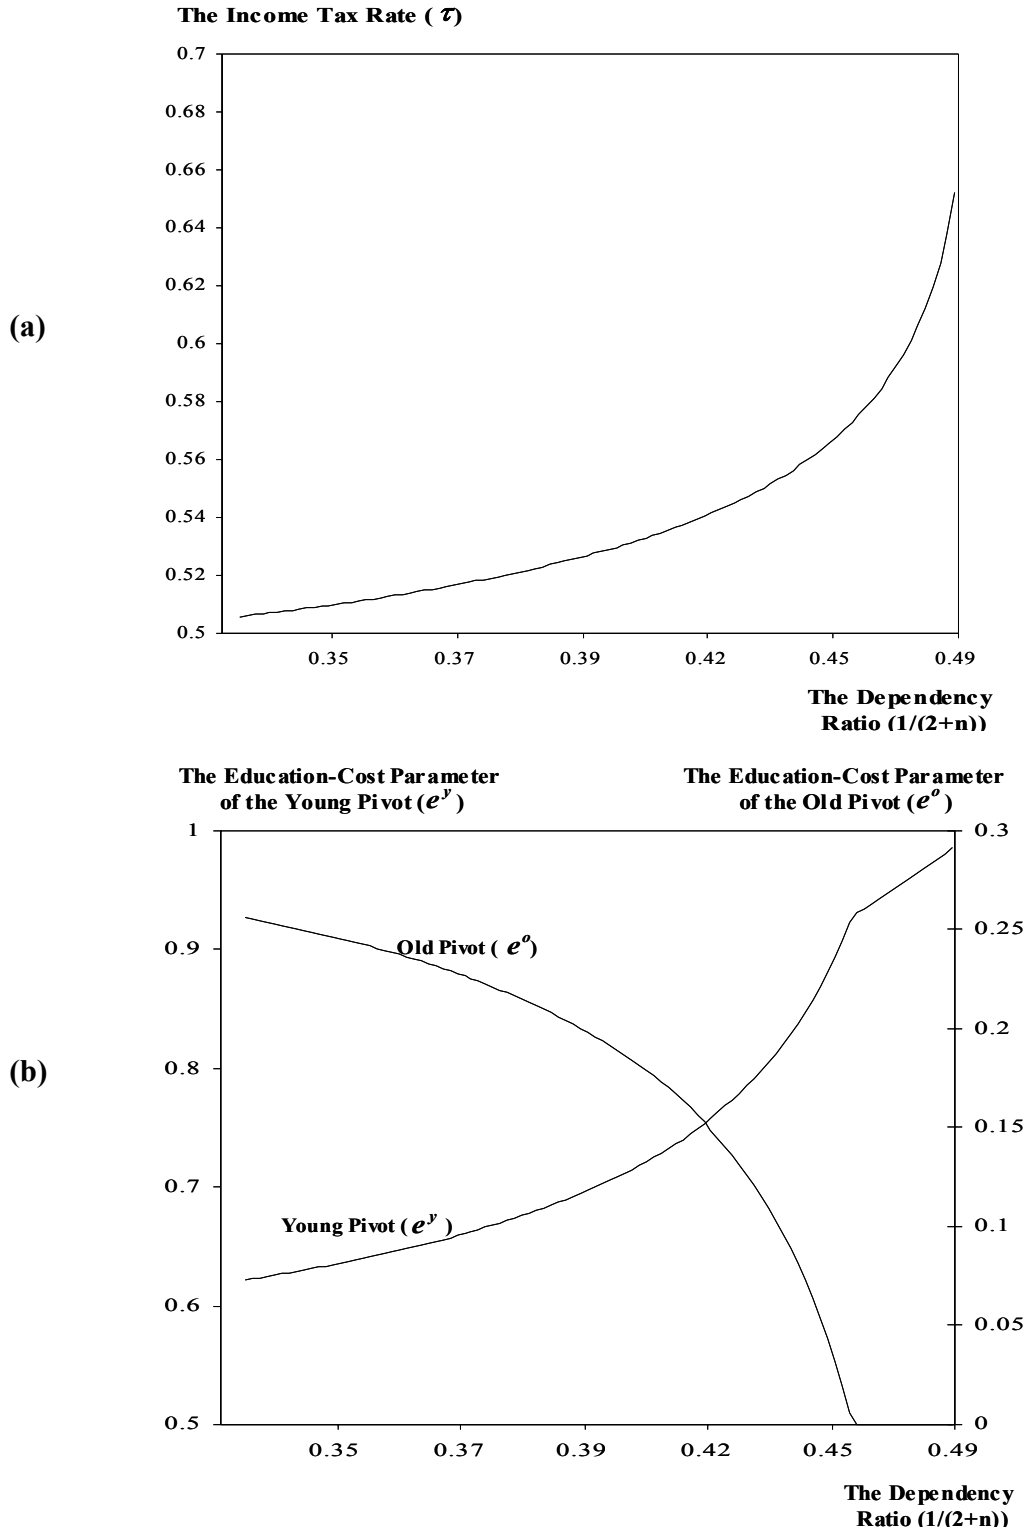 The Income Tax Rate ( τ)
0.7
0.68
0.66
0.64
0.62
(a)
0.6
0.58
0.56
0.54
0.52
0.5
0.35 0.37 0.39 0.42 0.45 0.49
The Dependency
Ratio (1/(2+n))
The Education-Cost Parameter
of the Young Pivot (e^y )
The Education-Cost Parameter
of the Old Pivot (e^o )
1 0.3
0.9 0.25
Old Pivot ( e^o)
0.2
(b)
0.8
0.15
0.7
Young Pivot ( e^y )
0.1
0.6
0.05
0.5 0
0.35 0.37 0.39 0.42 0.45 0.49
The Dependency
Ratio (1/(2+n))